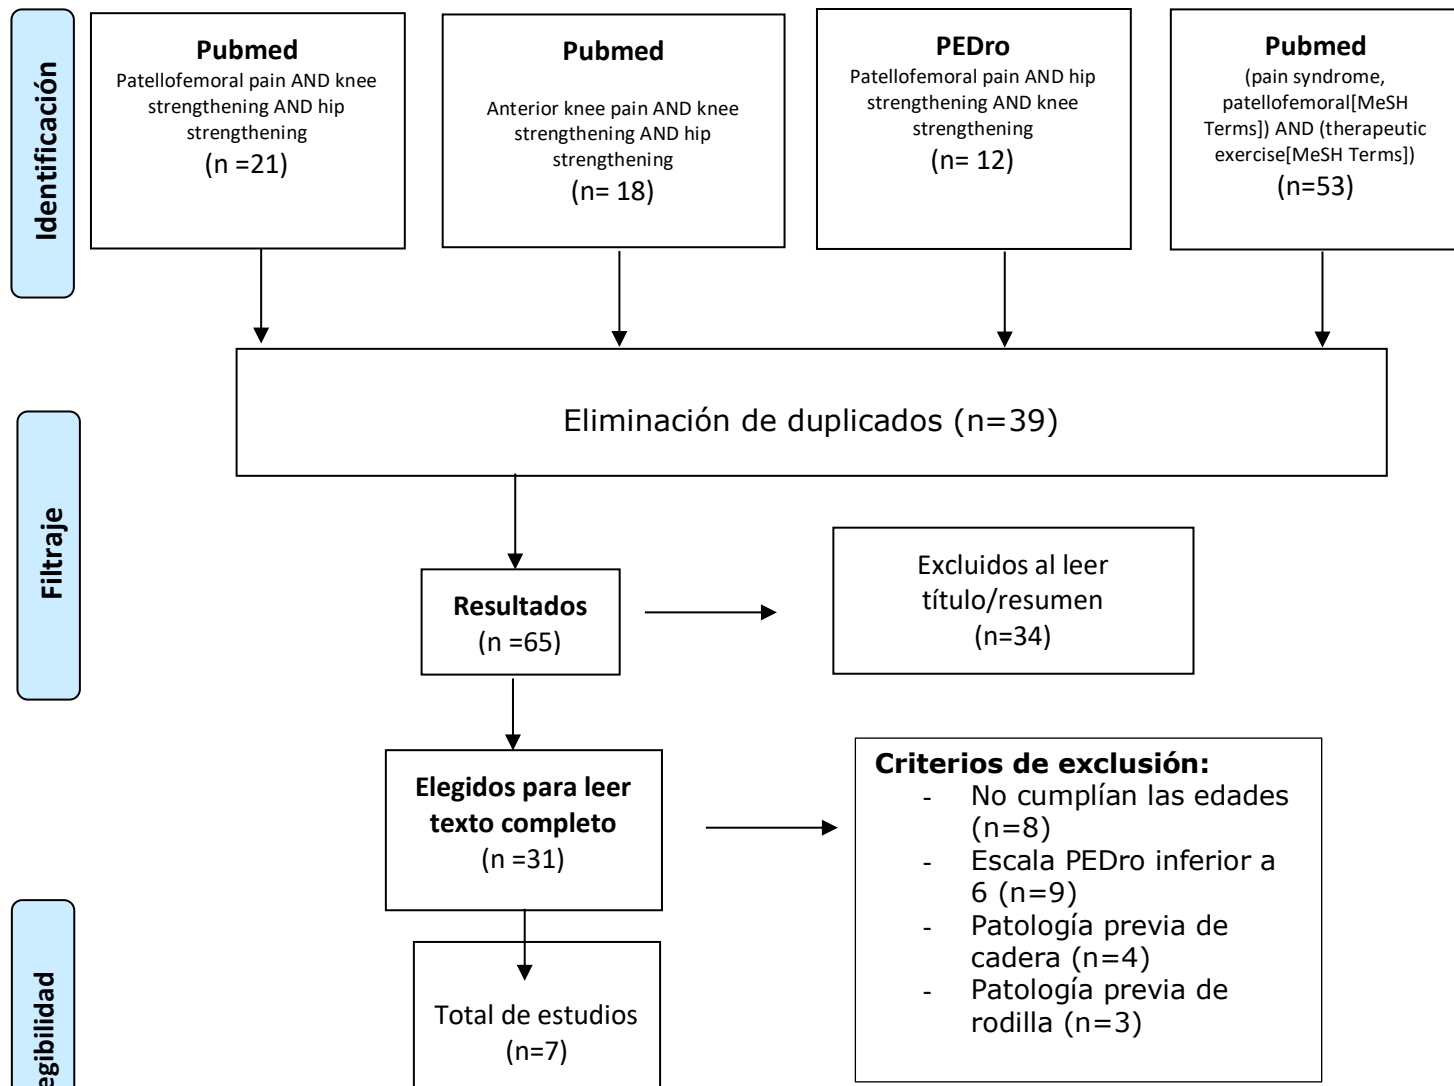 Identificación
Pubmed
Patellofemoral pain AND knee
strengthening AND hip
strengthening
(n =21)
Pubmed
Anterior knee pain AND knee
strengthening AND hip
strengthening
(n= 18)
PEDro
Patellofemoral pain AND hip
strengthening AND knee
strengthening
(n= 12)
Pubmed
(pain syndrome,
patellofemoral[MeSH
Terms]) AND (therapeutic
exercise[MeSH Terms])
(n=53)
Eliminación de duplicados (n=39)
Filtraje
Resultados
(n =65)
Excluidos al leer
título/resumen
(n=34)
Elegidos para leer
texto completo
(n =31)
Criterios de exclusión:
- No cumplían las edades
(n=8)
- Escala PEDro inferior a
6 (n=9)
- Patología previa de
cadera (n=4)
- Patología previa de
rodilla (n=3)
egibilidad
Total de estudios
(n=7)